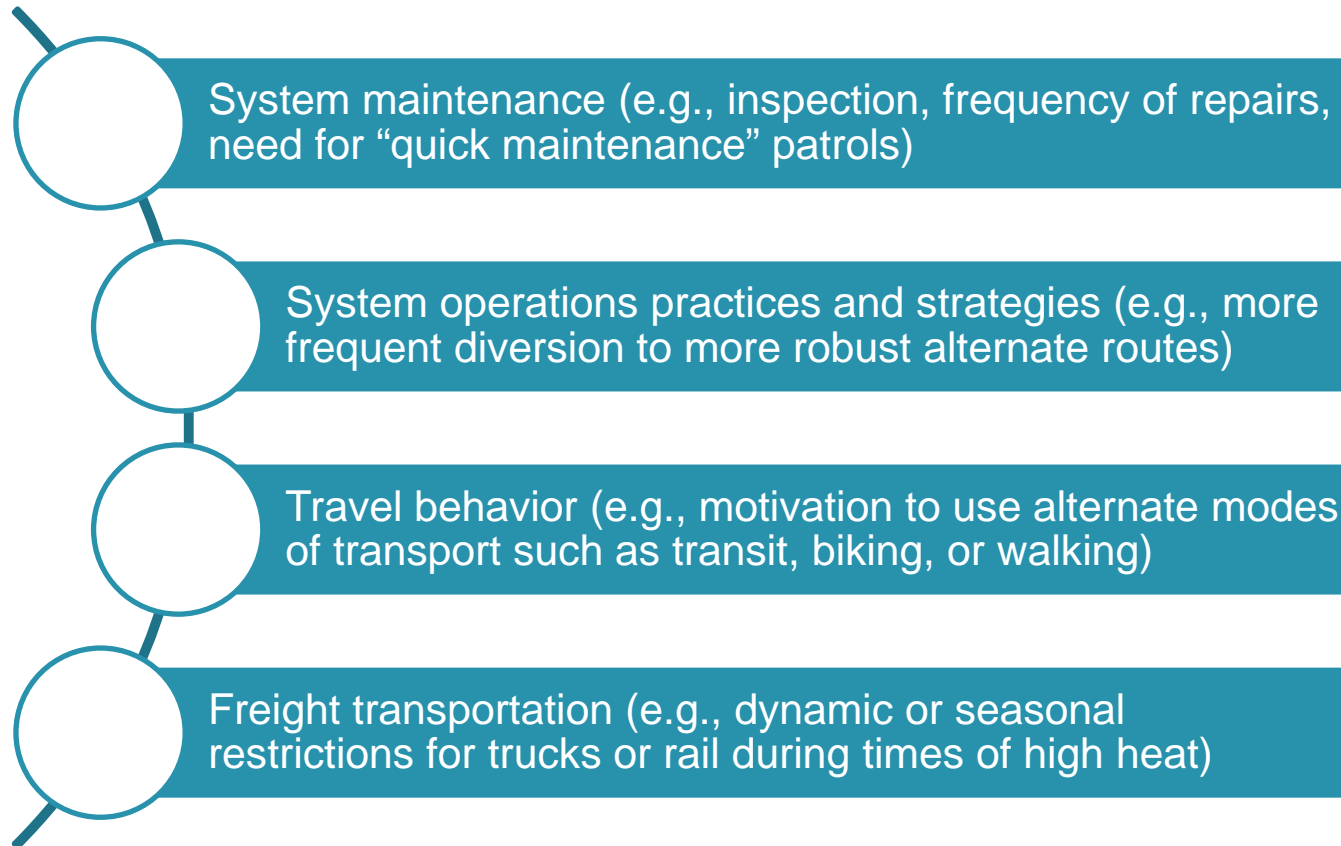 System maintenance (e.g., inspection, frequency of repairs,
need for “quick maintenance” patrols)
System operations practices and strategies (e.g., more
frequent diversion to more robust alternate routes)
Travel behavior (e.g., motivation to use alternate modes
of transport such as transit, biking, or walking)
Freight transportation (e.g., dynamic or seasonal
restrictions for trucks or rail during times of high heat)